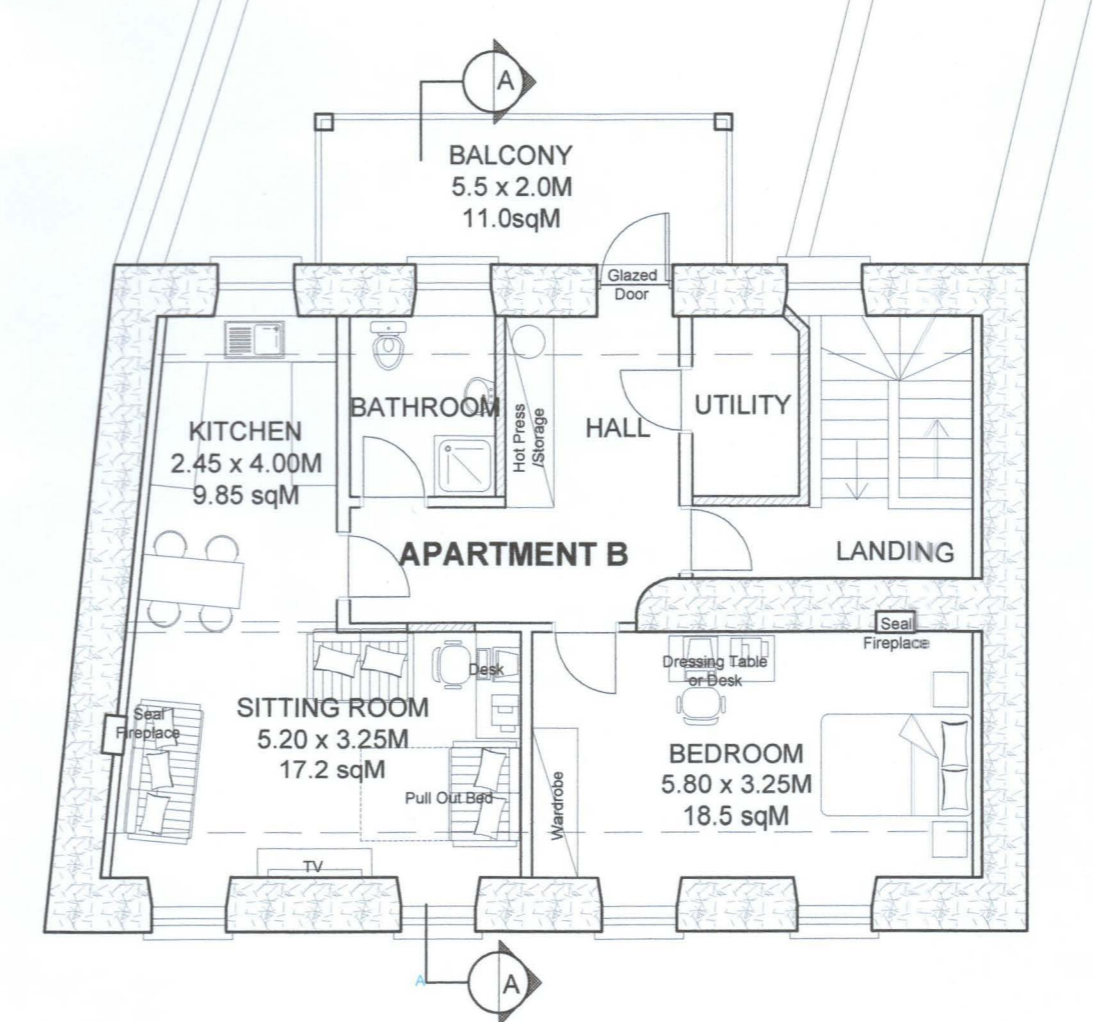 A
BALCONY
5.5 x 2.0M
11.0sqM
Glazed
Door
KITCHEN
2.45 x 4.00M
9.85 sqM
BATHROOM
Hot Press
/Storage
HALL
UTILITY
APARTMENT B
LANDING
Seal
Fireplace
Desk
Dressing Table
or Desk
SITTING ROOM
5.20 x 3.25M
17.2 sqM
Seal
Fireplace
Pull Out Bed
TV
BEDROOM
5.80 x 3.25M
18.5 sqM
Wardrobe
A
A